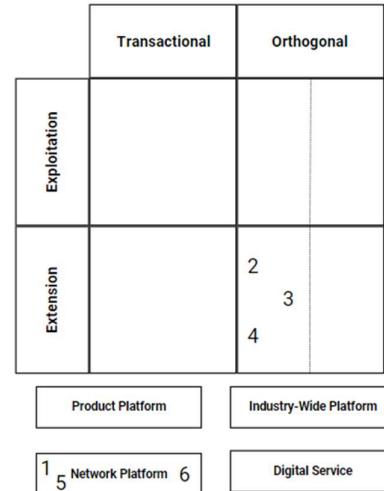 Transactional Orthogonal
Exploitation
Extension
2
3
4
Product Platform Industry-Wide Platform
1 5 Network Platform 6 Digital Service